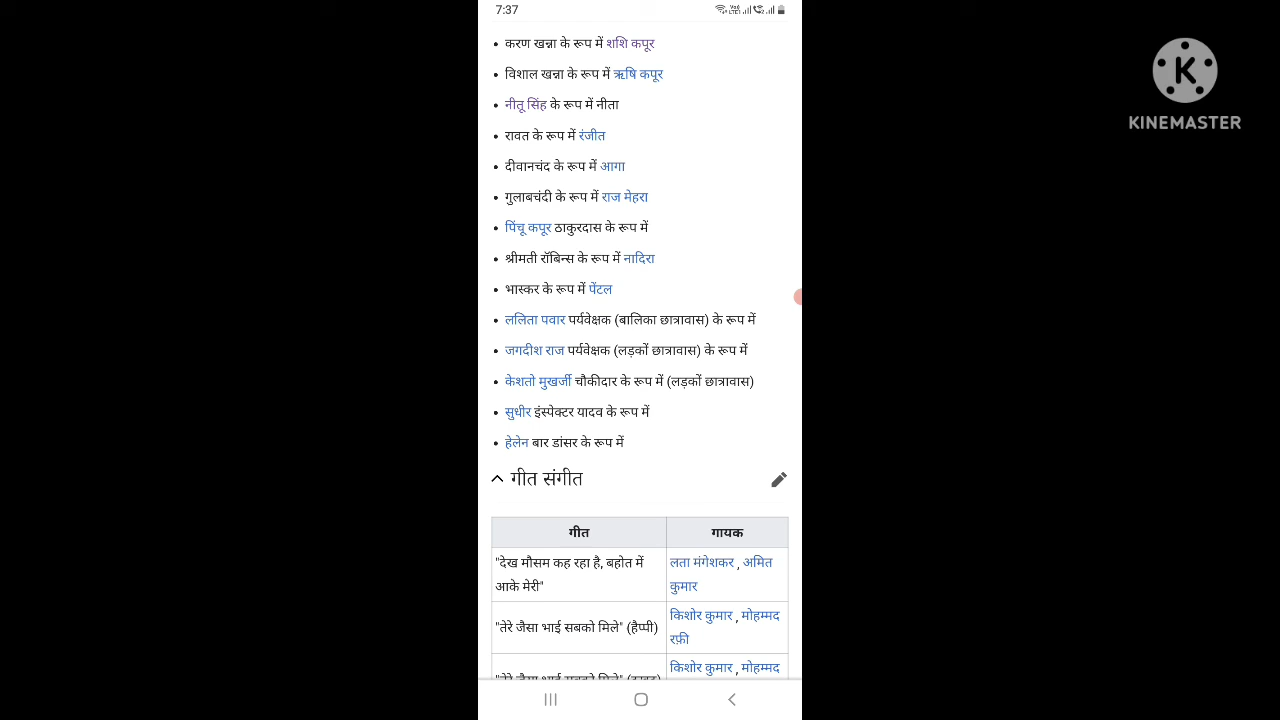 7:37
करण खन्ना के रूप में शशि कपूर
विशाल खन्ना के रूप में ऋषि कपूर
नीतू सिंह के रूप में नीता
रावत के रूप में रंजीत
दीवानचंद के रूप में आगा
गुलाबचंदी के रूप में राज मेहरा
पिंचू कपूर ठाकुरदास के रूप में
श्रीमती रॉबिन्स के रूप में नादिरा
भास्कर के रूप में पेंटल
ललिता पवार पर्यवेक्षक (बालिका छात्रावास) के रूप में
जगदीश राज पर्यवेक्षक (लड़कों छात्रावास) के रूप में
केशतो मुखर्जी चौकीदार के रूप में (लड़कों छात्रावास)
सुधीर इंस्पेक्टर यादव के रूप में
हेलेन बार डांसर के रूप में
गीत संगीत
गीत गायक
"देख मौसम कह रहा है, बहोत में लता मंगेशकर , अमित
आके मेरी" कुमार
"तेरे जैसा भाई सबको मिले" (हैप्पी) किशोर कुमार , मोहम्मद
रफ़ी
किशोर कुमार , मोहम्मद
"तेरे जैसा भाई सबको मिले"
KINEMASTER